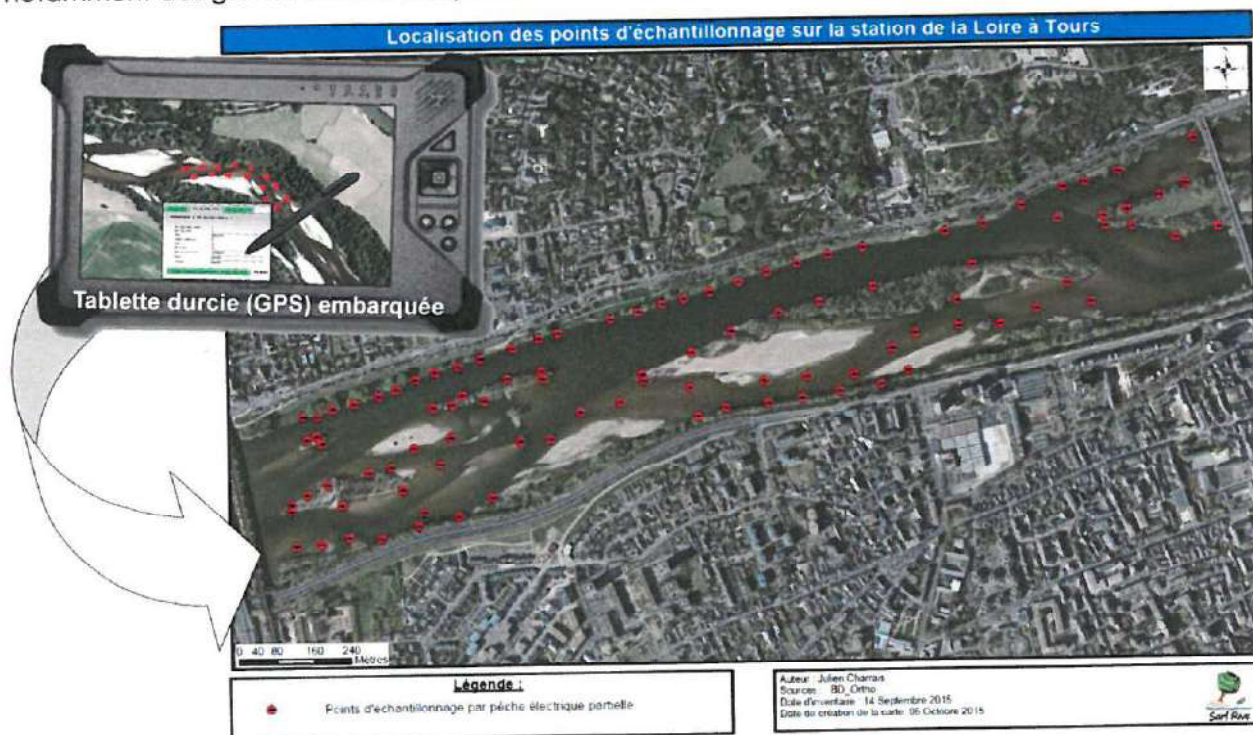 Localisation des points d'échantillonnage sur la station de la Loire à Tours
Tablette durcie (GPS) embarquée
0 40 80 160 240
Mètres
Légende :
Points d'échantillonnage par pêche électrique partielle
Auteur : Julien Charrais
Sources : BD_Ortho
Date d'inventaire : 14 Septembre 2015
Date de création de la carte : 06 Octobre 2015
Sarl Rive